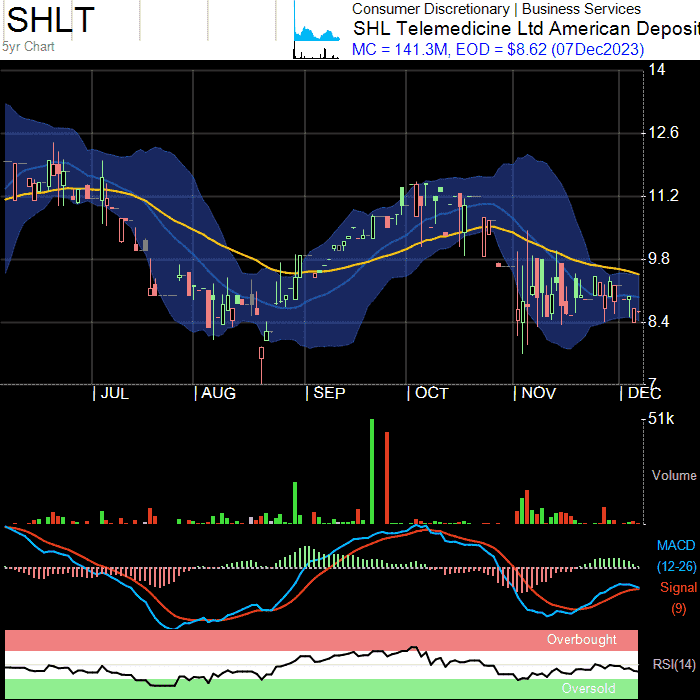 SHLT
5yr Chart
Consumer Discretionary | Business Services
SHL Telemedicine Ltd American Deposit
MC = 141.3M, EOD = $8.62 (07Dec2023)
14
12.6
11.2
9.8
8.4
7
| JUL | AUG | SEP | OCT | NOV | DEC
51k
Volume
MACD
(12-26)
Signal
(9)
Overbought
RSI(14)
Oversold